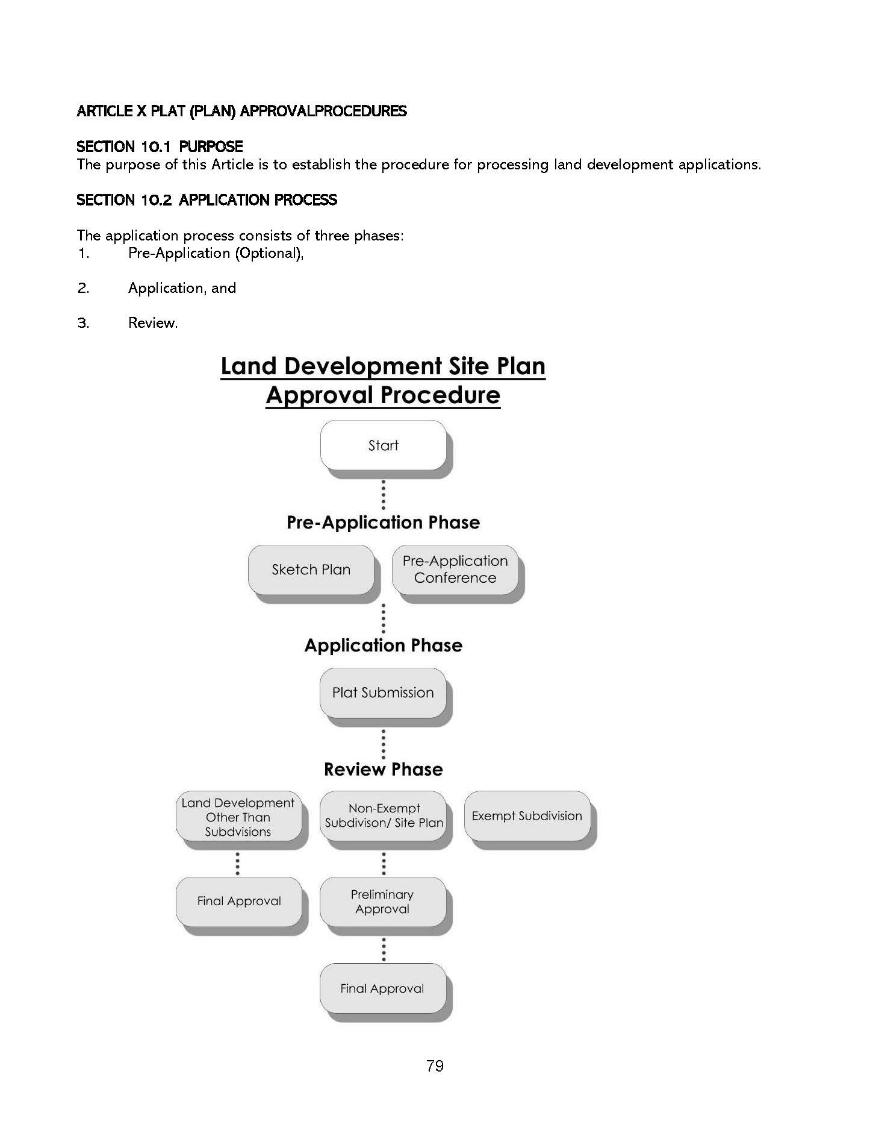 ARTICLE X PLAT (PLAN) APPROVALPROCEDURES
SECTION 10.1 PURPOSE
The purpose of this Article is to establish the procedure for processing land development applications.
SECTION 10.2 APPLICATION PROCESS
The application process consists of three phases:
1. Pre-Application (Optional),
2. Application, and
3. Review.
Land Development Site Plan
Approval Procedure
Start
Pre-Application Phase
Sketch Plan
Pre-Application
Conference
Application Phase
Plat Submission
Review Phase
Land Development
Other Than
Subdvisions
Non-Exempt
Subdivison/ Site Plan
Exempt Subdivision
Final Approval
Preliminary
Approval
Final Approval
79